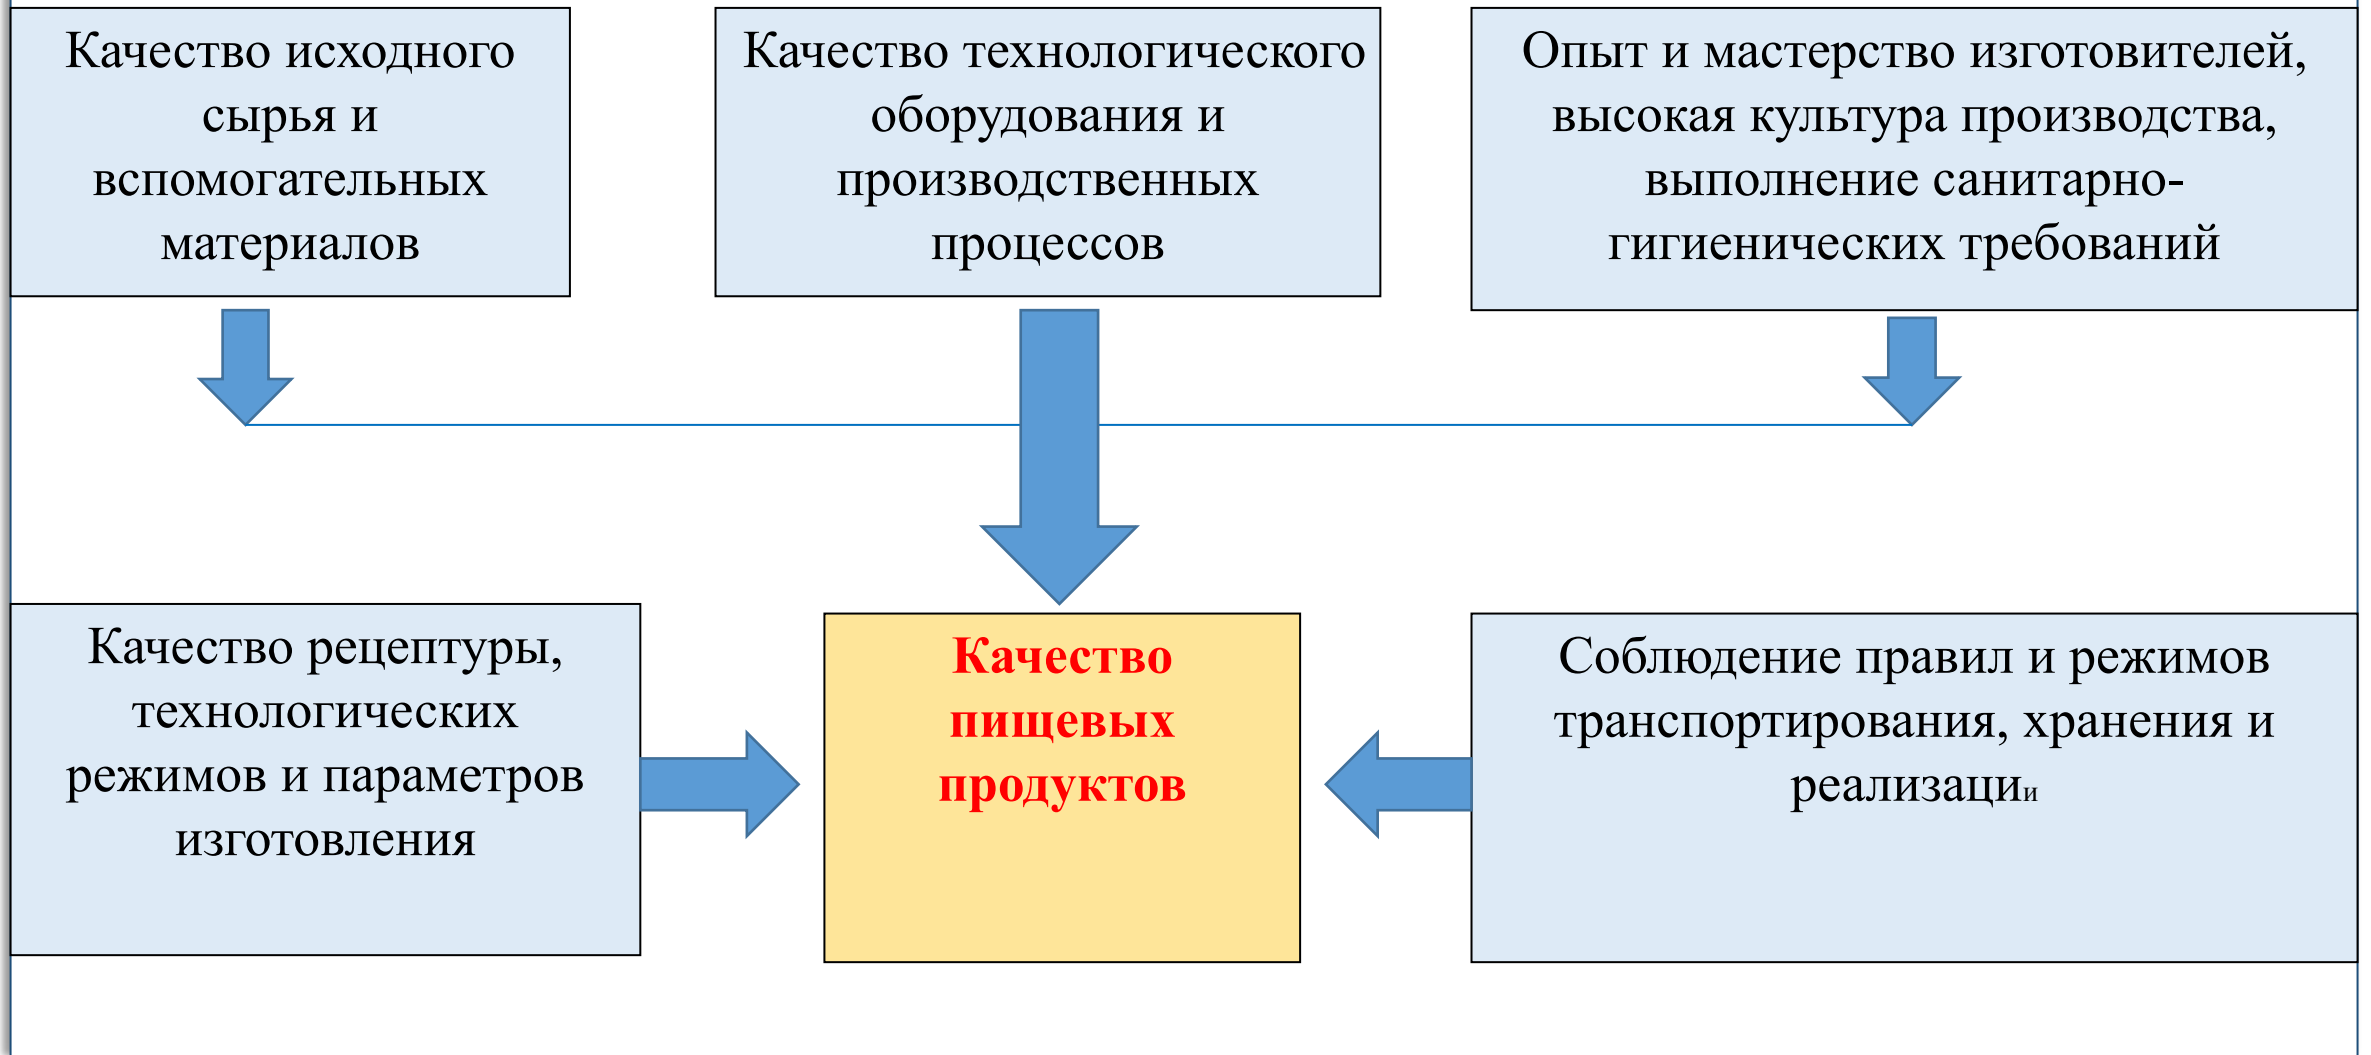 Качество исходного
сырья и
вспомогательных
материалов
Качество технологического
оборудования и
производственных
процессов
Опыт и мастерство изготовителей,
высокая культура производства,
выполнение санитарно-
гигиенических требований
Качество рецептуры,
технологических
режимов и параметров
изготовления
Качество
пищевых
продуктов
Соблюдение правил и режимов
транспортирования, хранения и
реализации